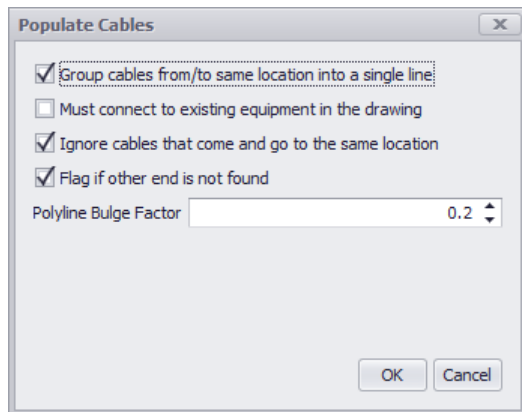 Populate Cables
Group cables from/to same location into a single line
Must connect to existing equipment in the drawing
Ignore cables that come and go to the same location
Flag if other end is not found
Polyline Bulge Factor 0.2
OK Cancel